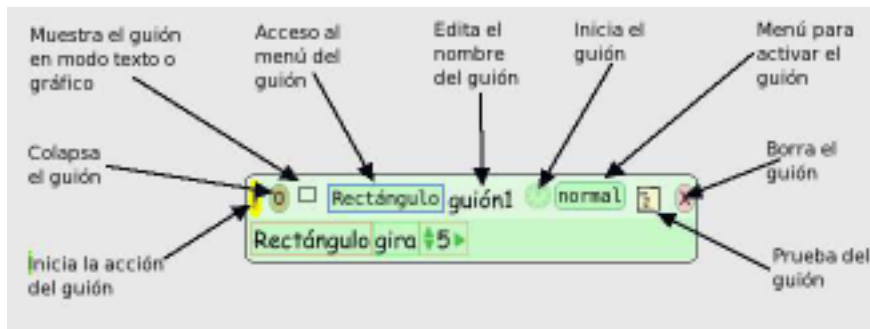 Muestra el guión
en modo texto o
gráfico
Acceso al
menú del
guión
Edita el
nombre
del guión
Inicia el
guión
Menú para
activar el
guión
Colapsa
el guión
Borra el
guión
! O Rectángulo guión1 normal X
Rectángulo gira 5
Inicia la acción
del guión
Prueba del
guión